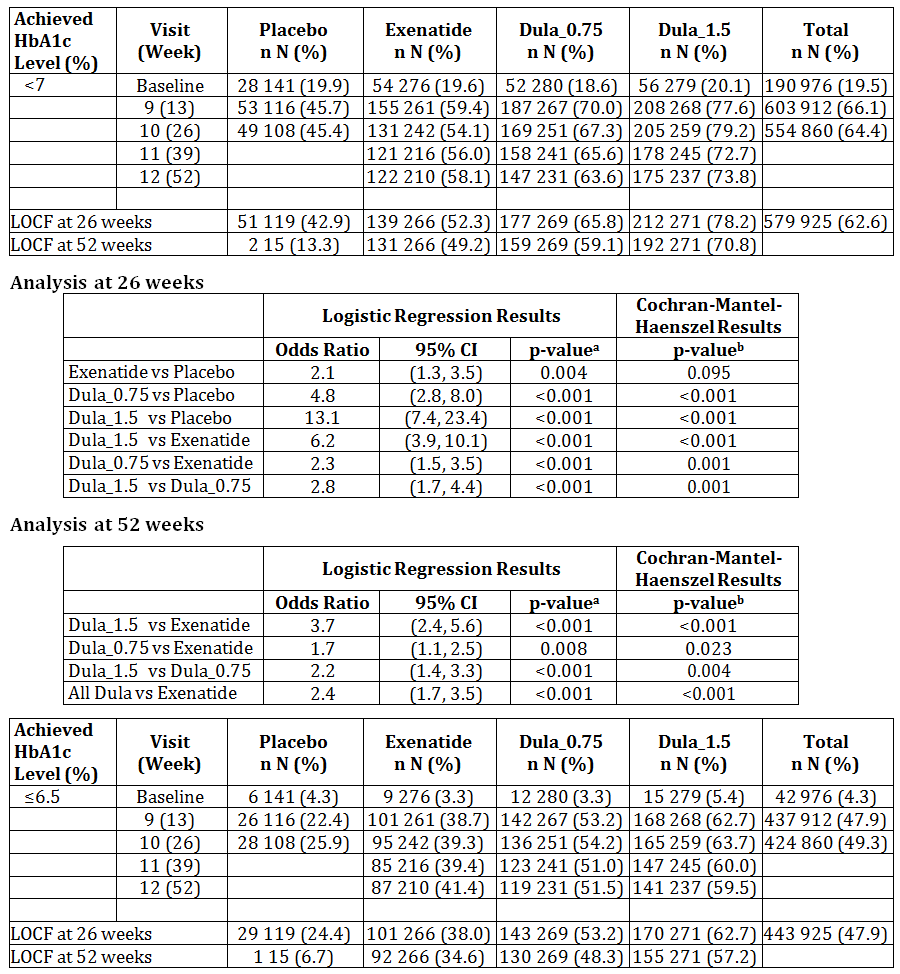 Achieved HbA1c Level (%) Visit (Week) Placebo n N (%) Exenatide n N (%) Dula_0.75 n N (%) Dula_1.5 n N (%) Total n N (%)
<7 Baseline 28 141 (19.9) 54 276 (19.6) 52 280 (18.6) 56 279 (20.1) 190 976 (19.5)
9 (13) 53 116 (45.7) 155 261 (59.4) 187 267 (70.0) 208 268 (77.6) 603 912 (66.1)
10 (26) 49 108 (45.4) 131 242 (54.1) 169 251 (67.3) 205 259 (79.2) 554 860 (64.4)
11 (39) 121 216 (56.0) 158 241 (65.6) 178 245 (72.7)
12 (52) 122 210 (58.1) 147 231 (63.6) 175 237 (73.8)
LOCF at 26 weeks 51 119 (42.9) 139 266 (52.3) 177 269 (65.8) 212 271 (78.2) 579 925 (62.6)
LOCF at 52 weeks 2 15 (13.3) 131 266 (49.2) 159 269 (59.1) 192 271 (70.8)
Analysis at 26 weeks
Logistic Regression Results Cochran-Mantel-Haenszel Results
Odds Ratio 95% CI p-valueᵃ p-valueᵇ
Exenatide vs Placebo 2.1 (1.3, 3.5) 0.004 0.095
Dula_0.75 vs Placebo 4.8 (2.8, 8.0) <0.001 <0.001
Dula_1.5 vs Placebo 13.1 (7.4, 23.4) <0.001 <0.001
Dula_1.5 vs Exenatide 6.2 (3.9, 10.1) <0.001 <0.001
Dula_0.75 vs Exenatide 2.3 (1.5, 3.5) <0.001 0.001
Dula_1.5 vs Dula_0.75 2.8 (1.7, 4.4) <0.001 0.001
Analysis at 52 weeks
Logistic Regression Results Cochran-Mantel-Haenszel Results
Odds Ratio 95% CI p-valueᵃ p-valueᵇ
Dula_1.5 vs Exenatide 3.7 (2.4, 5.6) <0.001 <0.001
Dula_0.75 vs Exenatide 1.7 (1.1, 2.5) 0.008 0.023
Dula_1.5 vs Dula_0.75 2.2 (1.4, 3.3) <0.001 0.004
All Dula vs Exenatide 2.4 (1.7, 3.5) <0.001 <0.001
Achieved HbA1c Level (%) Visit (Week) Placebo n N (%) Exenatide n N (%) Dula_0.75 n N (%) Dula_1.5 n N (%) Total n N (%)
≤6.5 Baseline 6 141 (4.3) 9 276 (3.3) 12 280 (3.3) 15 279 (5.4) 42 976 (4.3)
9 (13) 26 116 (22.4) 101 261 (38.7) 142 267 (53.2) 168 268 (62.7) 437 912 (47.9)
10 (26) 28 108 (25.9) 95 242 (39.3) 136 251 (54.2) 165 259 (63.7) 424 860 (49.3)
11 (39) 85 216 (39.4) 123 241 (51.0) 147 245 (60.0)
12 (52) 87 210 (41.4) 119 231 (51.5) 141 237 (59.5)
LOCF at 26 weeks 29 119 (24.4) 101 266 (38.0) 143 269 (53.2) 170 271 (62.7) 443 925 (47.9)
LOCF at 52 weeks 1 15 (6.7) 92 266 (34.6) 130 269 (48.3) 155 271 (57.2)